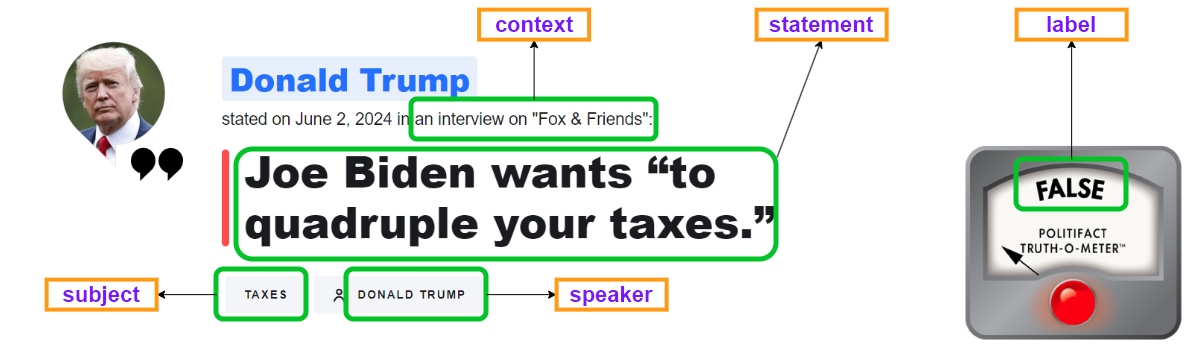 context
statement
label
Donald Trump
stated on June 2, 2024 in an interview on "Fox & Friends":
Joe Biden wants “to
quadruple your taxes.”
FALSE
POLITIFACT
TRUTH-O-METER™
subject
TAXES
DONALD TRUMP
speaker